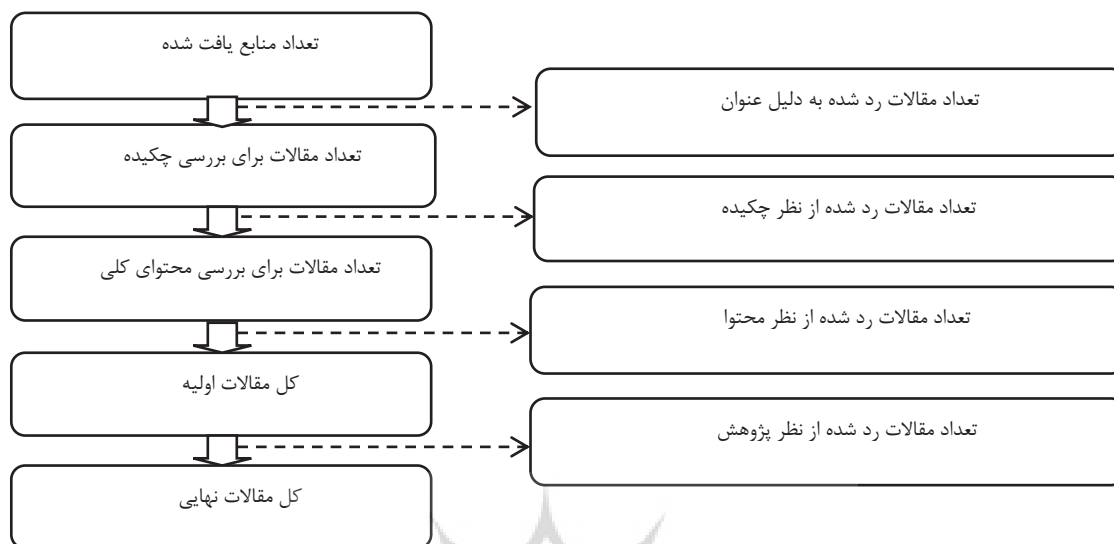 تعداد منابع یافت شده
تعداد مقالات رد شده به دلیل عنوان
تعداد مقالات برای بررسی چکیده
تعداد مقالات رد شده از نظر چکیده
تعداد مقالات برای بررسی محتوای کلی
تعداد مقالات رد شده از نظر محتوا
کل مقالات اولیه
تعداد مقالات رد شده از نظر پژوهش
کل مقالات نهایی